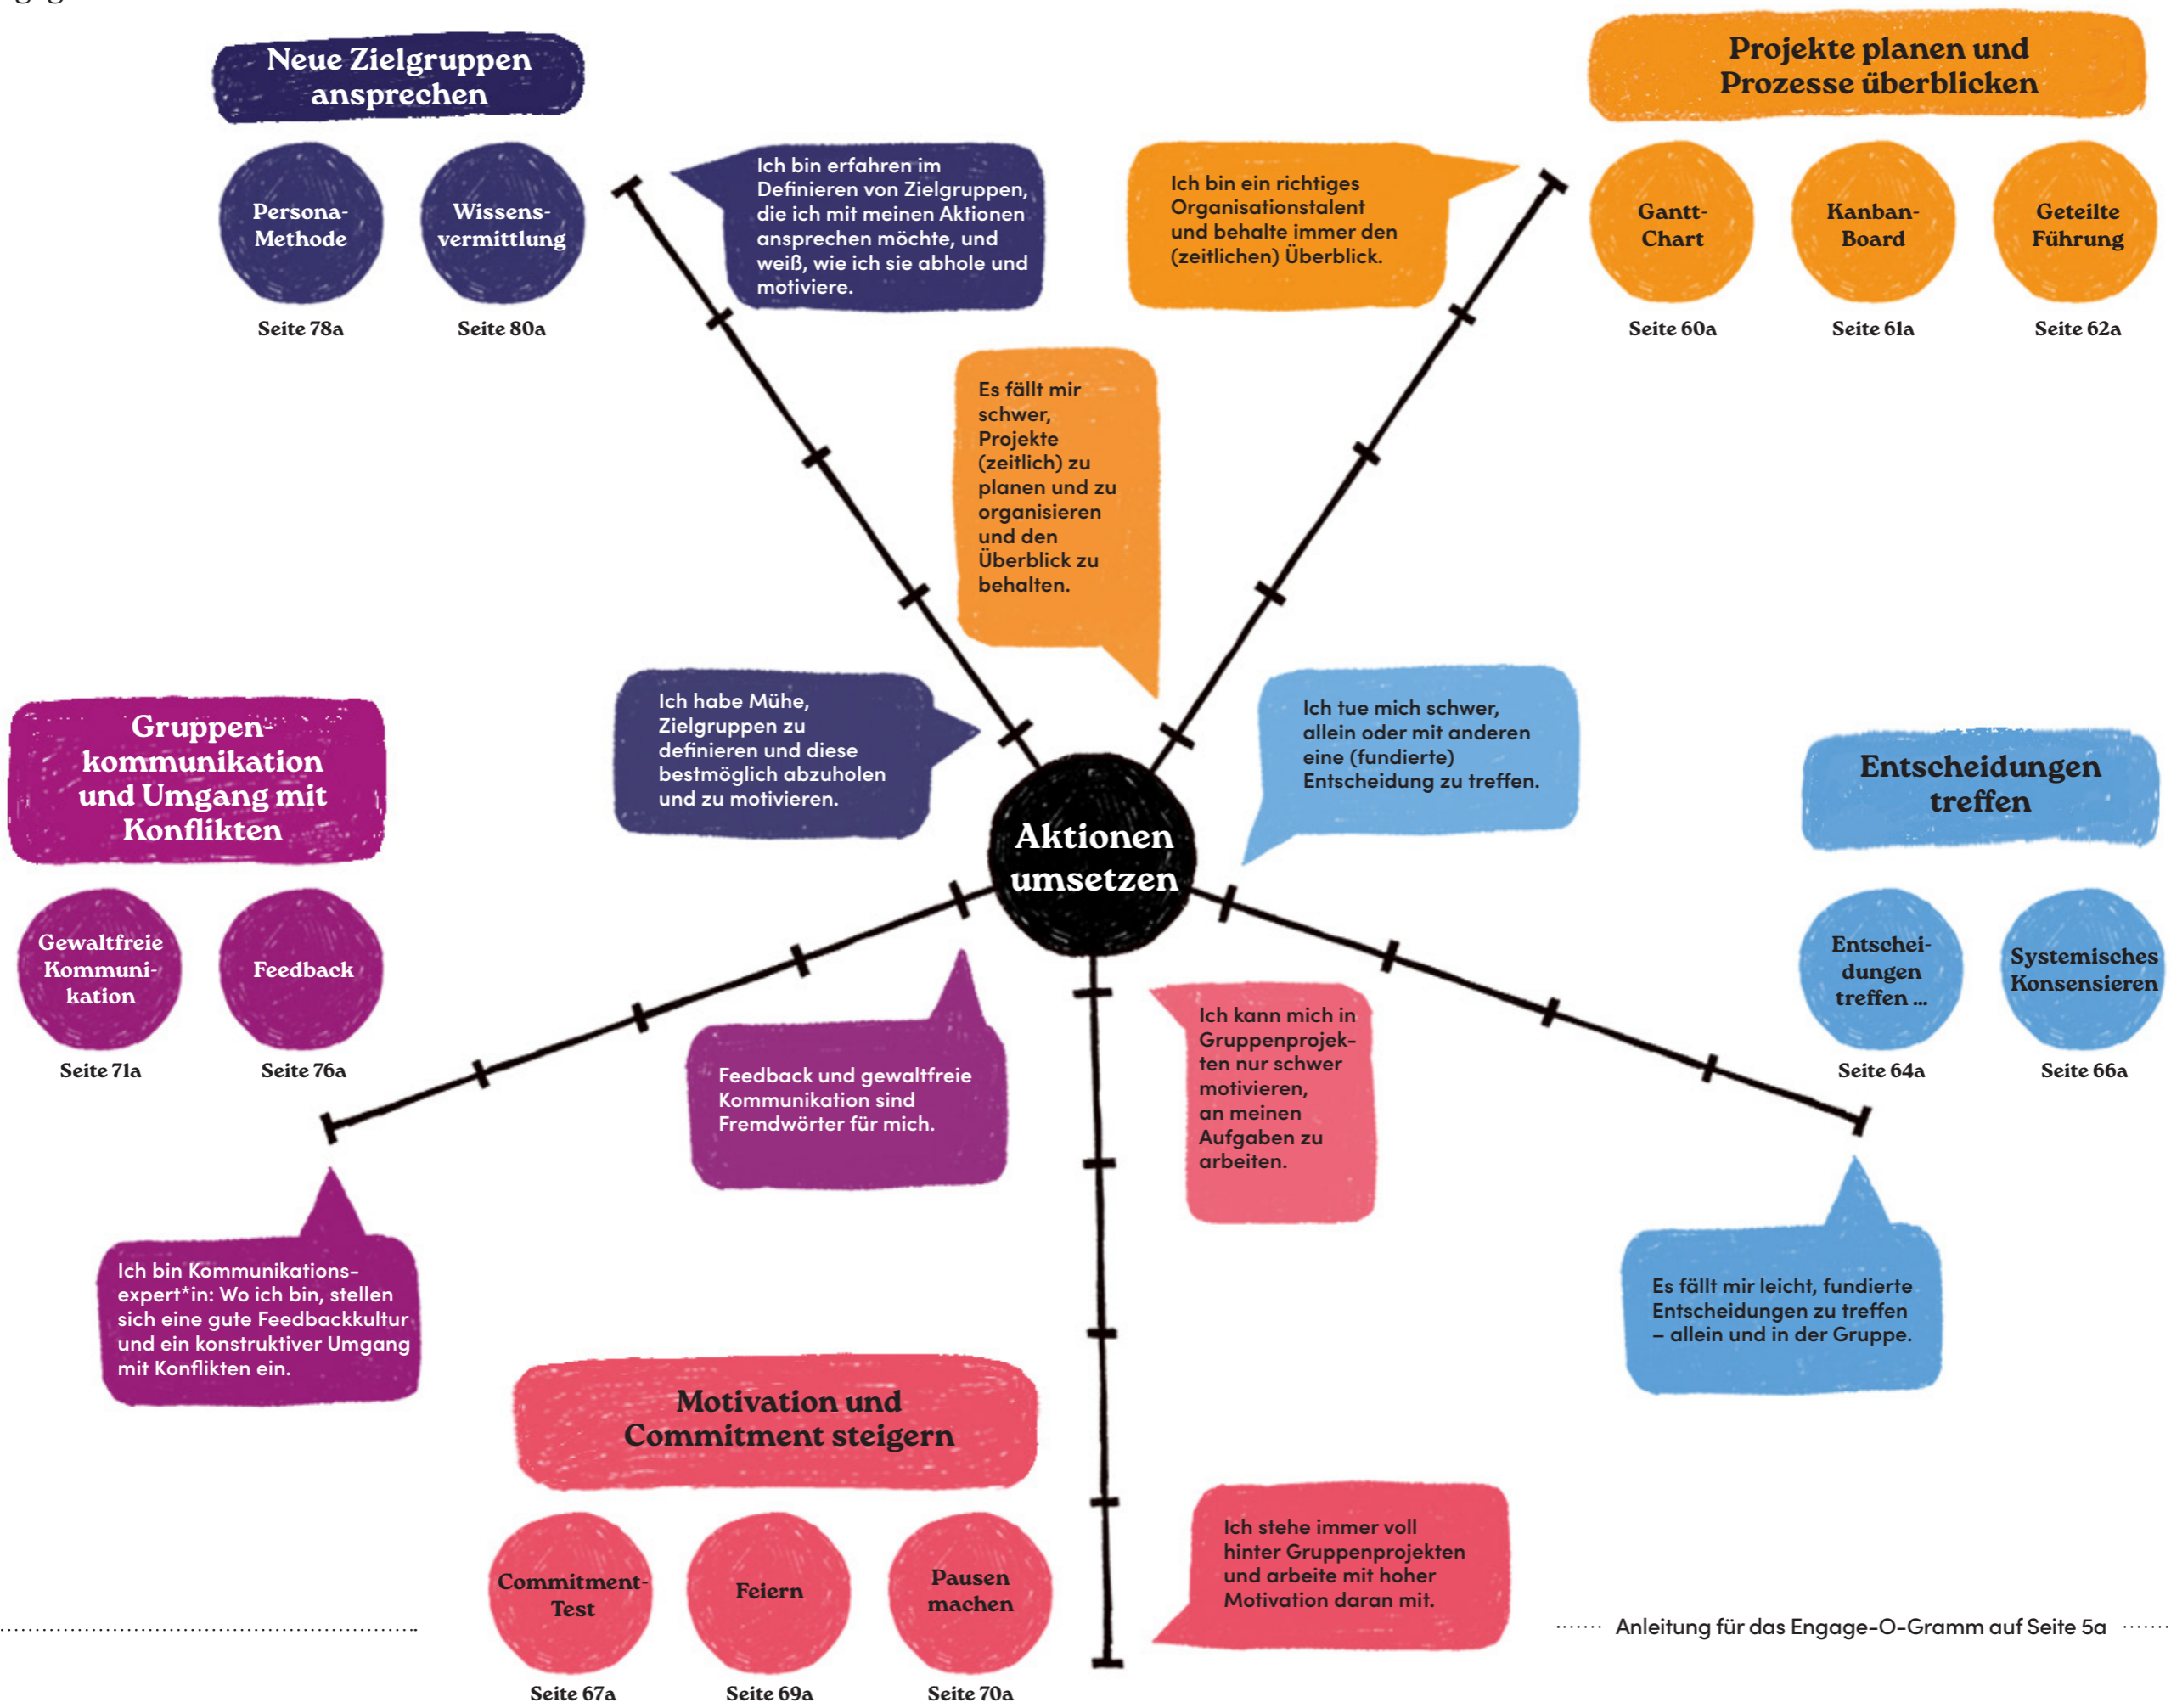 Neue Zielgruppen
ansprechen
Persona-
Methode
Seite 78a
Wissens-
vermittlung
Seite 80a
Ich bin erfahren im
Definieren von Zielgruppen,
die ich mit meinen Aktionen
ansprechen möchte, und
weiß, wie ich sie abhole und
motiviere.
Ich bin ein richtiges
Organisationstalent
und behalte immer den
(zeitlichen) Überblick.
Projekte planen und
Prozesse überblicken
Gantt-
Chart
Seite 60a
Kanban-
Board
Seite 61a
Geteilte
Führung
Seite 62a
Es fällt mir
schwer,
Projekte
(zeitlich) zu
planen und zu
organisieren
und den
Überblick zu
behalten.
Ich habe Mühe,
Zielgruppen zu
definieren und diese
bestmöglich abzuholen
und zu motivieren.
Ich tue mich schwer,
allein oder mit anderen
eine (fundierte)
Entscheidung zu treffen.
Gruppen-
kommunikation
und Umgang mit
Konflikten
Gewaltfreie
Kommuni-
kation
Seite 71a
Feedback
Seite 76a
Aktionen
umsetzen
Entscheidungen
treffen
Entschei-
dungen
treffen ...
Seite 64a
Systemisches
Konsensieren
Seite 66a
Feedback und gewaltfreie
Kommunikation sind
Fremdwörter für mich.
Ich kann mich in
Gruppenprojek-
ten nur schwer
motivieren,
an meinen
Aufgaben zu
arbeiten.
Ich bin Kommunikations-
expert*in: Wo ich bin, stellen
sich eine gute Feedbackkultur
und ein konstruktiver Umgang
mit Konflikten ein.
Es fällt mir leicht, fundierte
Entscheidungen zu treffen
– allein und in der Gruppe.
Motivation und
Commitment steigern
Commitment-
Test
Seite 67a
Feiern
Seite 69a
Pausen
machen
Seite 70a
Ich stehe immer voll
hinter Gruppenprojekten
und arbeite mit hoher
Motivation daran mit.
Anleitung für das Engage-O-Gramm auf Seite 5a